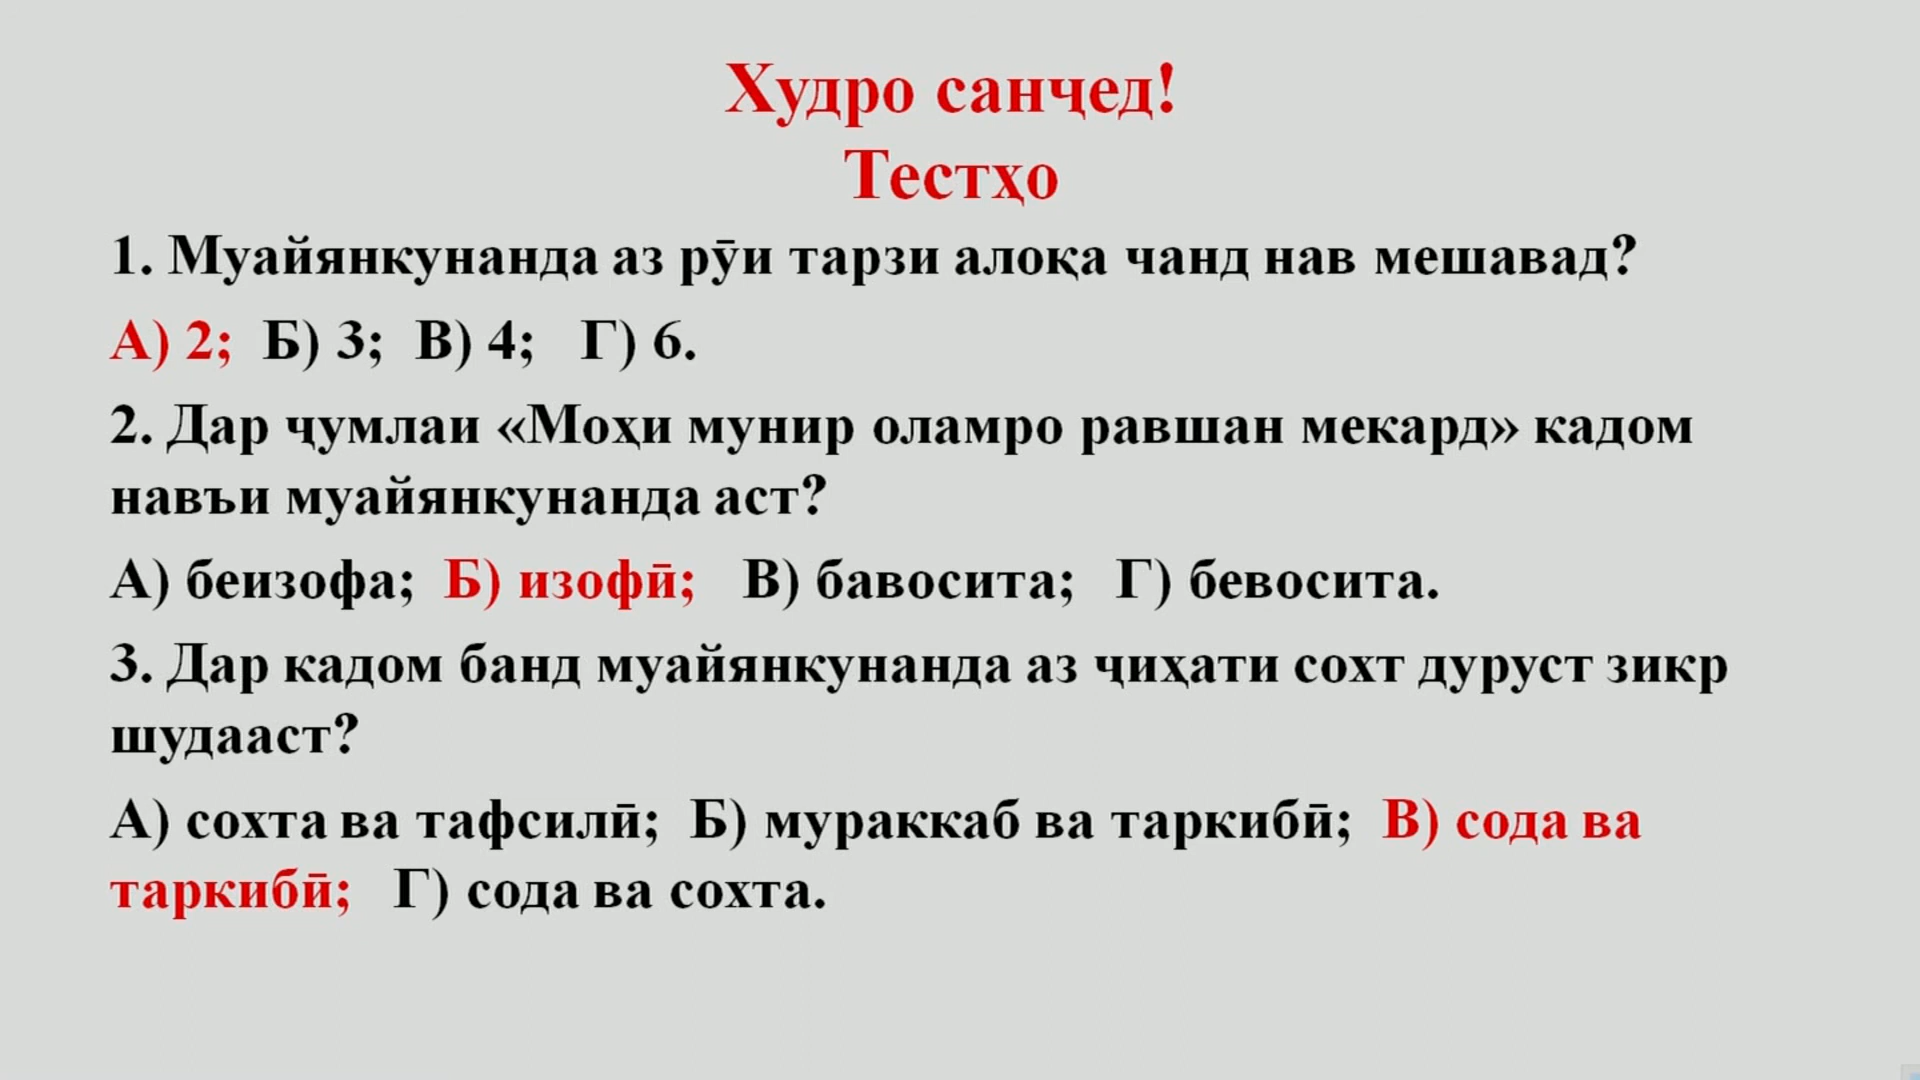 Худро санҷед!
Тестҳо
1. Муайянкунанда аз рӯи тарзи алоқа чанд нав мешавад?
А) 2; Б) 3; В) 4; Г) 6.
2. Дар ҷумлаи «Моҳи мунир оламро равшан мекард» кадом
навъи муайянкунанда аст?
А) беизофа; Б) изофӣ; В) бавосита; Г) бевосита.
3. Дар кадом банд муайянкунанда аз ҷиҳати сохт дуруст зикр
шудааст?
А) сохта ва тафсилӣ; Б) мураккаб ва таркибӣ; В) сода ва
таркибӣ; Г) сода ва сохта.